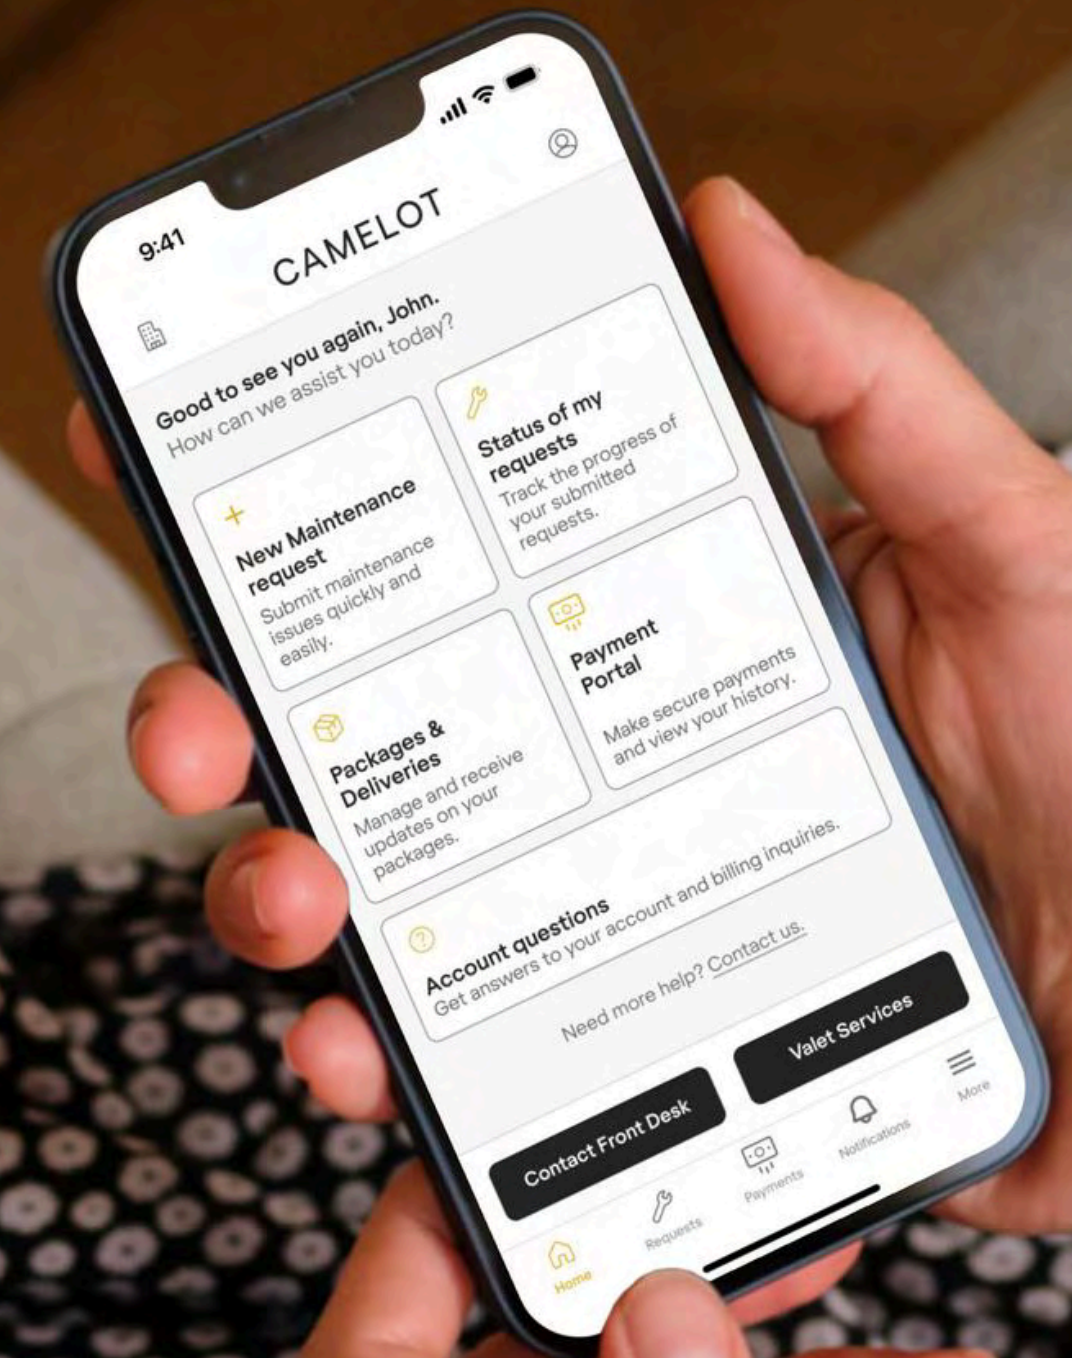 9:41
CAMELOT
Good to see you again, John.
How can we assist you today?
New Maintenance
request
Submit maintenance
issues quickly and
easily.
Status of my
requests
Track the progress of
your submitted
requests.
Packages &
Deliveries
Manage and receive
updates on your
packages.
Payment
Portal
Make secure payments
and view your history.
Account questions
Get answers to your account and billing inquiries.
Need more help? Contact us.
Contact Front Desk
Valet Services
Home
Requests
Payments
Notifications
More